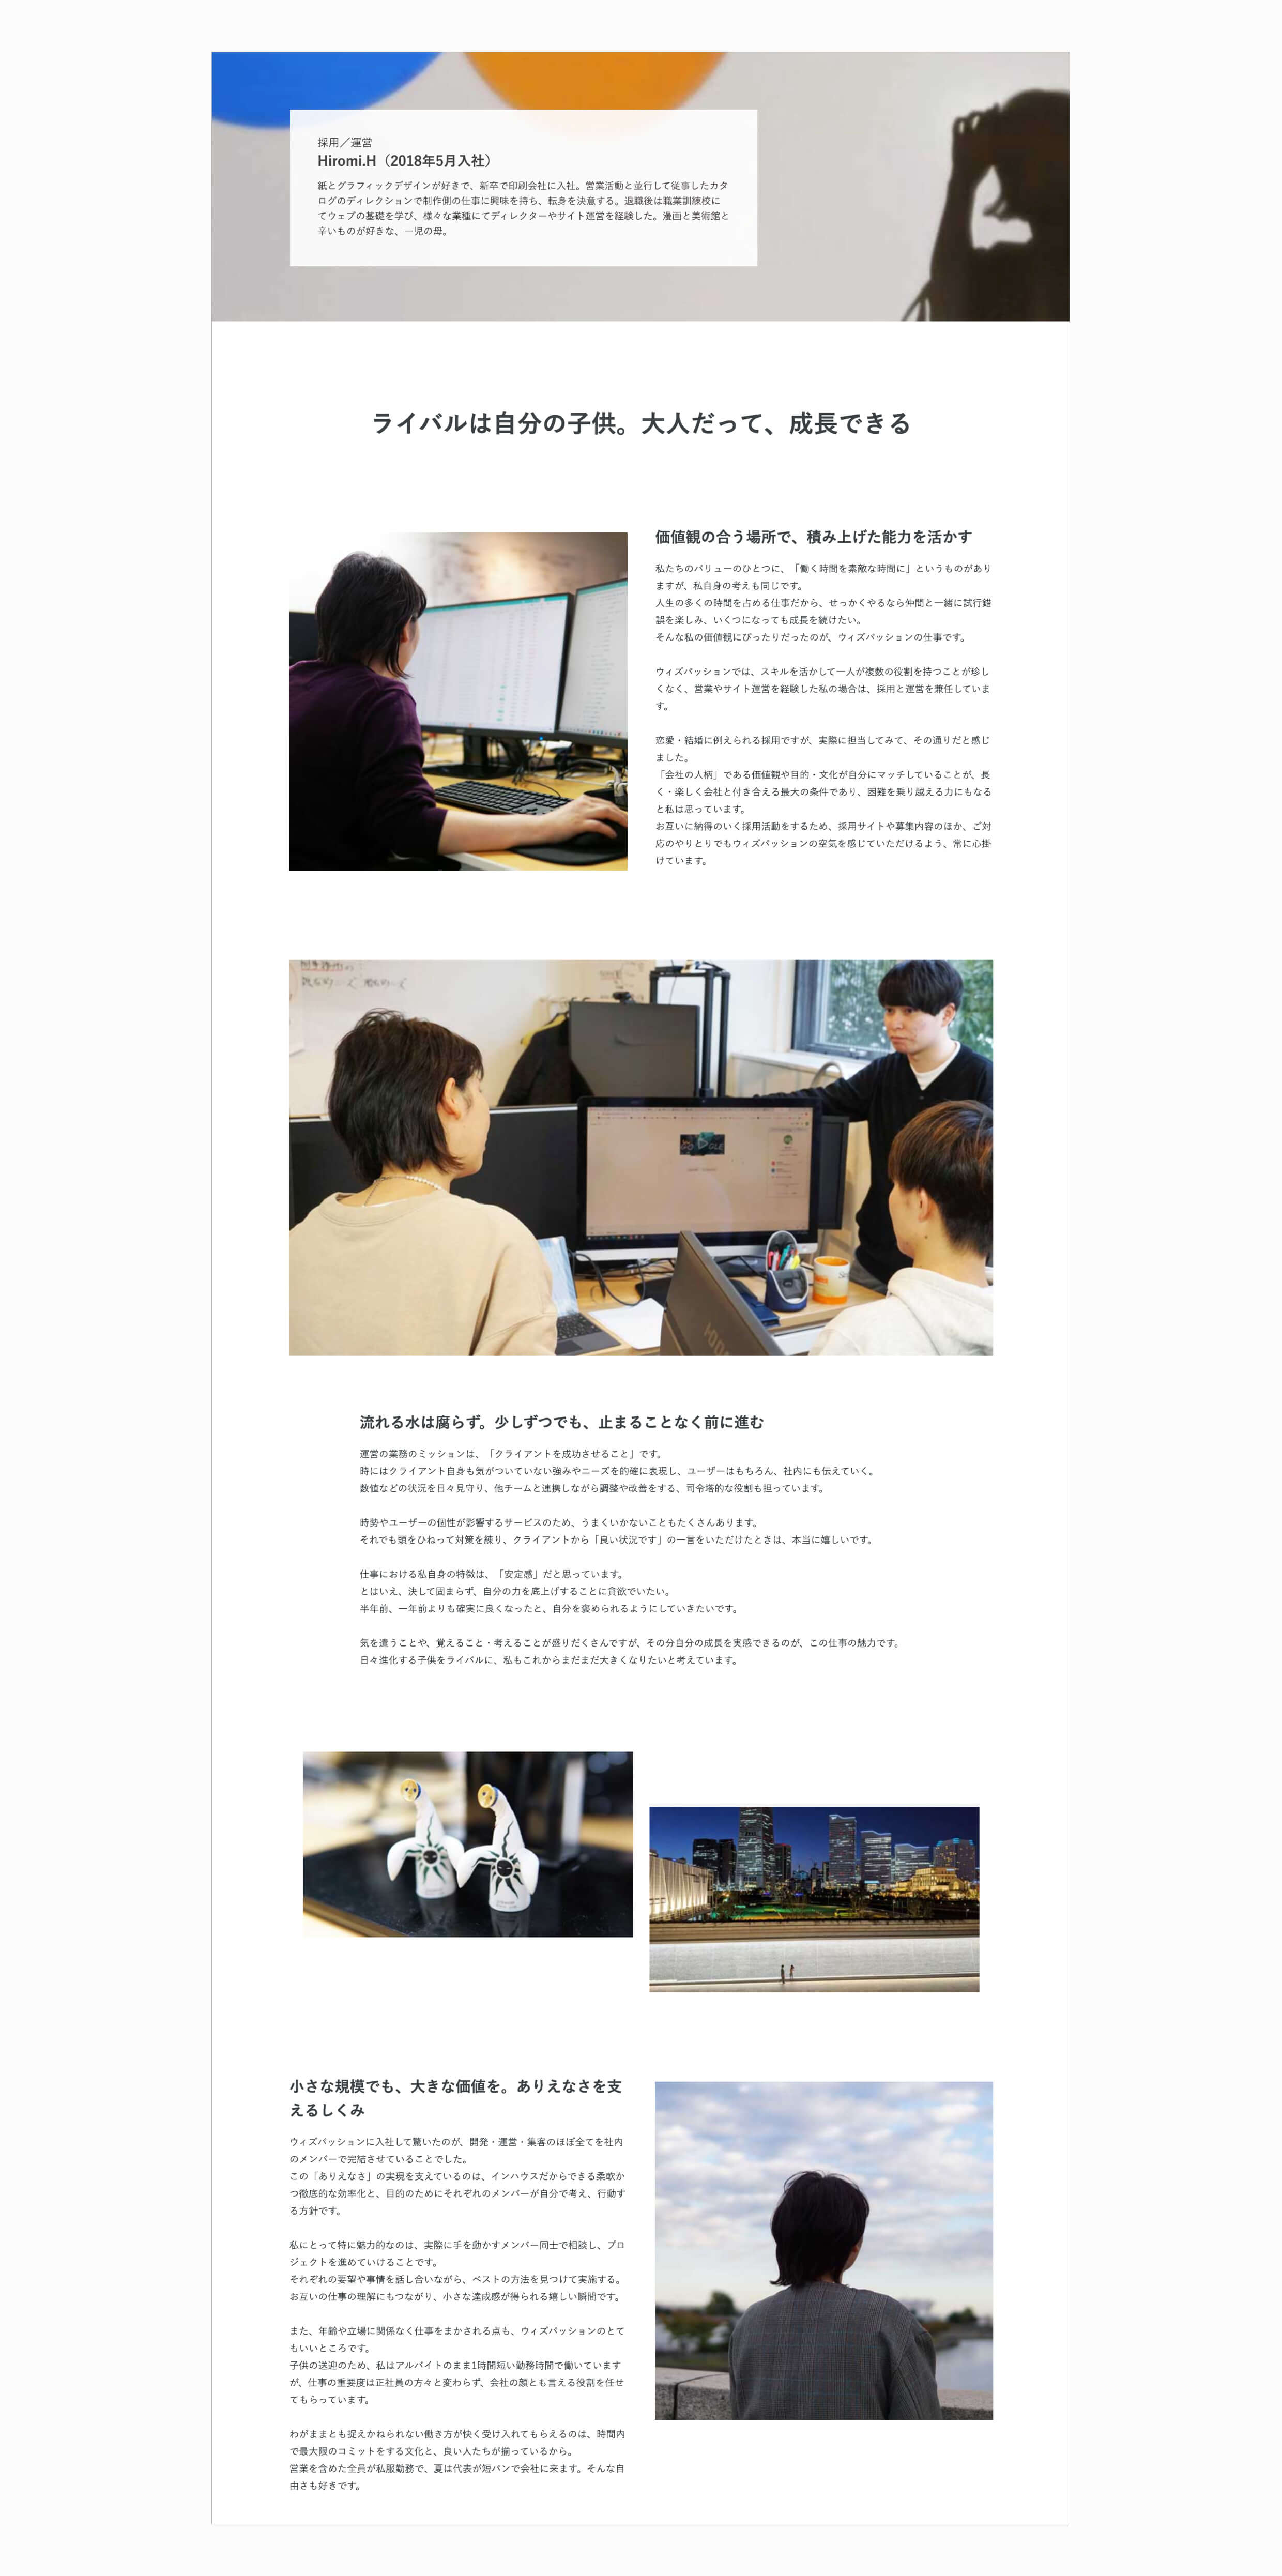 採用／運営
Hiromi.H（2018年5月入社）
紙とグラフィックデザインが好きで、新卒で印刷会社に入社。営業活動と並行して従事したカタ
ログのディレクションで制作側の仕事に興味を持ち、転身を決意する。退職後は職業訓練校に
てウェブの基礎を学び、様々な業種にてディレクターやサイト運営を経験した。漫画と美術館と
辛いものが好きな、一児の母。
ライバルは自分の子供。大人だって、成長できる
価値観の合う場所で、積み上げた能力を活かす
私たちのバリューのひとつに、「働く時間を素敵な時間に」というものがあり
ますが、私自身の考えも同じです。
人生の多くの時間を占める仕事だから、せっかくやるなら仲間と一緒に試行錯
誤を楽しみ、いくつになっても成長を続けたい。
そんな私の価値観にぴったりだったのが、ウィズパッションの仕事です。
ウィズパッションでは、スキルを活かして一人が複数の役割を持つことが珍し
くなく、営業やサイト運営を経験した私の場合は、採用と運営を兼任していま
す。
恋愛・結婚に例えられる採用ですが、実際に担当してみて、その通りだと感じ
ました。
「会社の人柄」である価値観や目的・文化が自分にマッチしていることが、長
く・楽しく会社と付き合える最大の条件であり、困難を乗り越える力にもなる
と私は思っています。
お互いに納得のいく採用活動をするため、採用サイトや募集内容のほか、ご対
応のやりとりでもウィズパッションの空気を感じていただけるよう、常に心掛
けています。
流れる水は腐らず。少しずつでも、止まることなく前に進む
運営の業務のミッションは、「クライアントを成功させること」です。
時にはクライアント自身も気がついていない強みやニーズを的確に表現し、ユーザーはもちろん、社内にも伝えていく。
数値などの状況を日々見守り、他チームと連携しながら調整や改善をする、司令塔的な役割も担っています。
時勢やユーザーの個性が影響するサービスのため、うまくいかないこともたくさんあります。
それでも頭をひねって対策を練り、クライアントから「良い状況です」の一言をいただけたときは、本当に嬉しいです。
仕事における私自身の特徴は、「安定感」だと思っています。
とはいえ、決して固まらず、自分の力を底上げすることに貪欲でいたい。
半年前、一年前よりも確実に良くなったと、自分を褒められるようにしていきたいです。
気を遣うことや、覚えること・考えることが盛りだくさんですが、その分自分の成長を実感できるのが、この仕事の魅力です。
日々進化する子供をライバルに、私もこれからまだまだ大きくなりたいと考えています。
小さな規模でも、大きな価値を。ありえなさを支
えるしくみ
ウィズパッションに入社して驚いたのが、開発・運営・集客のほぼ全てを社内
のメンバーで完結させていることでした。
この「ありえなさ」の実現を支えているのは、インハウスだからできる柔軟か
つ徹底的な効率化と、目的のためにそれぞれのメンバーが自分で考え、行動す
る方針です。
私にとって特に魅力的なのは、実際に手を動かすメンバー同士で相談し、プロ
ジェクトを進めていけることです。
それぞれの要望や事情を話し合いながら、ベストの方法を見つけて実施する。
お互いの仕事の理解にもつながり、小さな達成感が得られる嬉しい瞬間です。
また、年齢や立場に関係なく仕事をまかされる点も、ウィズパッションのとて
もいいところです。
子供の送迎のため、私はアルバイトのまま1時間短い勤務時間で働いています
が、仕事の重要度は正社員の方々と変わらず、会社の顔とも言える役割を任せ
てもらっています。
わがままとも捉えかねられない働き方が快く受け入れてもらえるのは、時間内
で最大限のコミットをする文化と、良い人たちが揃っているから。
営業を含めた全員が私服勤務で、夏は代表が短パンで会社に来ます。そんな自
由さも好きです。